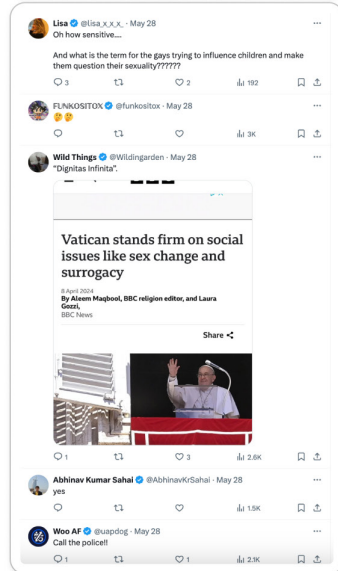 Lisa @lisa_x_x_x_ · May 28
Oh how sensitive....
And what is the term for the gays trying to influence children and make
them question their sexuality??????
3 2 192
FUNKOSITOX @funkositox · May 28
🤔🤔
3K
Wild Things @Wildingarden · May 28
"Dignitas Infinita".
Vatican stands firm on social
issues like sex change and
surrogacy
8 April 2024
By Aleem Maqbool, BBC religion editor, and Laura
Gozzi,
BBC News
Share
1 3 2.6K
Abhinav Kumar Sahai @AbhinavKrSahai · May 28
yes
1.5K
Woo AF @uapdog · May 28
Call the police!!
1 1 2.1K